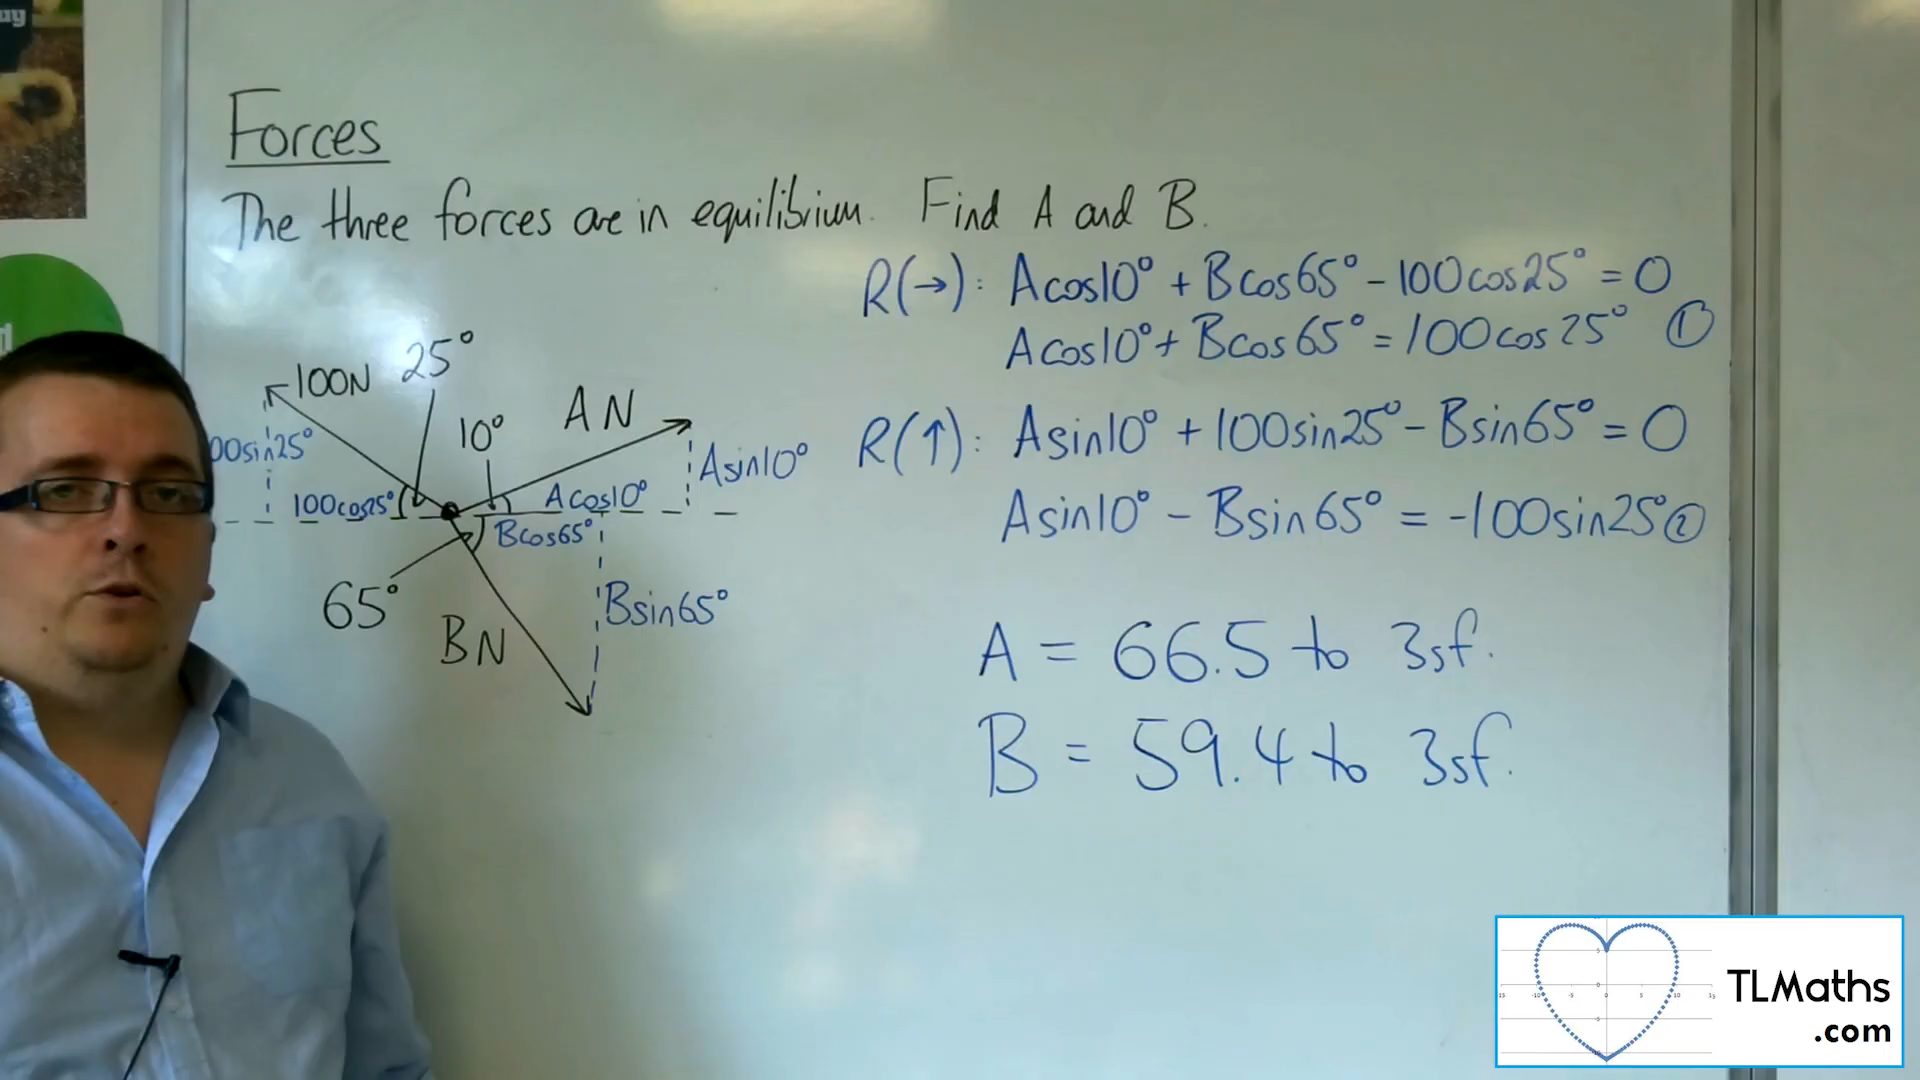 Forces
The three forces are in equilibrium. Find A and B.
R(→): Acos10° + Bcos65° - 100cos25° = 0
Acos10° + Bcos65° = 100cos25° ①
R(↑): Asin10° + 100sin25° - Bsin65° = 0
Asin10° - Bsin65° = -100sin25° ②
A = 66.5 to 3sf.
B = 59.4 to 3sf.
100N 25°
10°
AN
00sin25°
Asin10°
100cos25°
Acos10°
Bcos65°
65°
Bsin65°
BN
TLMaths
.com